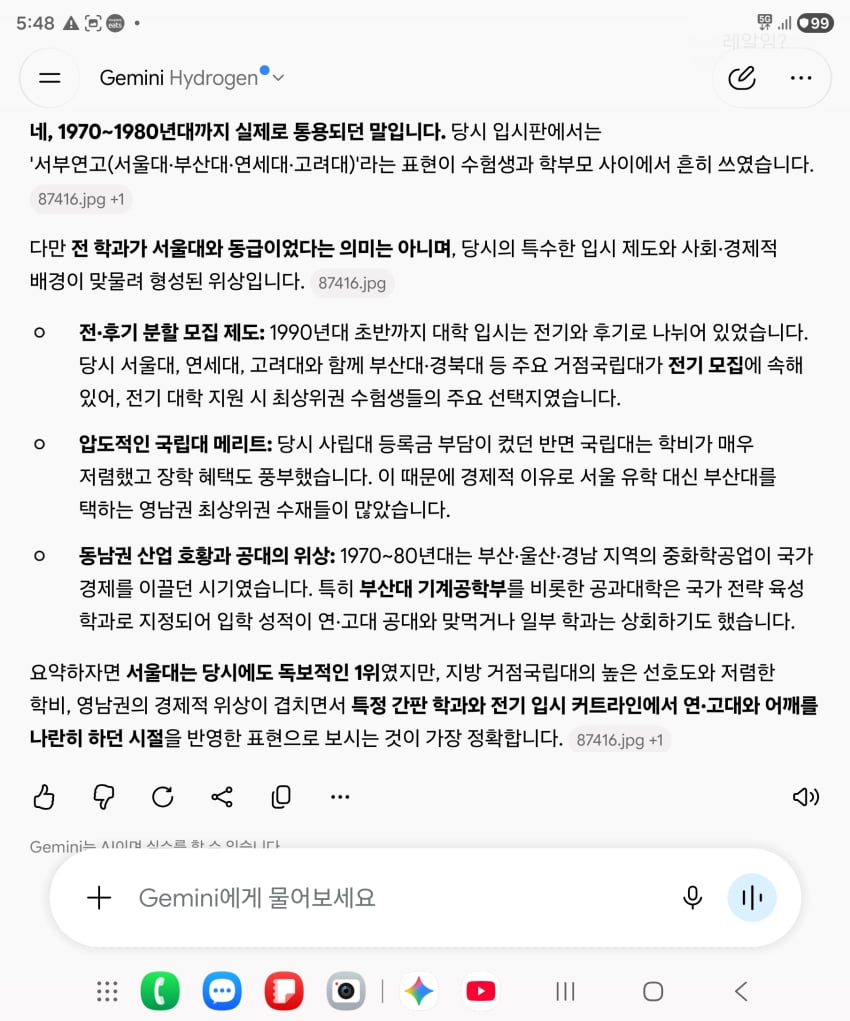 5:48
5G
99
레알임?
Gemini Hydrogen
네, 1970~1980년대까지 실제로 통용되던 말입니다. 당시 입시판에서는
'서부연고(서울대·부산대·연세대·고려대)'라는 표현이 수험생과 학부모 사이에서 흔히 쓰였습니다.
87416.jpg +1
다만 전 학과가 서울대와 동급이었다는 의미는 아니며, 당시의 특수한 입시 제도와 사회·경제적
배경이 맞물려 형성된 위상입니다. 87416.jpg
전·후기 분할 모집 제도: 1990년대 초반까지 대학 입시는 전기와 후기로 나뉘어 있었습니다.
당시 서울대, 연세대, 고려대와 함께 부산대·경북대 등 주요 거점국립대가 전기 모집에 속해
있어, 전기 대학 지원 시 최상위권 수험생들의 주요 선택지였습니다.
압도적인 국립대 메리트: 당시 사립대 등록금 부담이 컸던 반면 국립대는 학비가 매우
저렴했고 장학 혜택도 풍부했습니다. 이 때문에 경제적 이유로 서울 유학 대신 부산대를
택하는 영남권 최상위권 수재들이 많았습니다.
동남권 산업 호황과 공대의 위상: 1970~80년대는 부산·울산·경남 지역의 중화학공업이 국가
경제를 이끌던 시기였습니다. 특히 부산대 기계공학부를 비롯한 공과대학은 국가 전략 육성
학과로 지정되어 입학 성적이 연·고대 공대와 맞먹거나 일부 학과는 상회하기도 했습니다.
요약하자면 서울대는 당시에도 독보적인 1위였지만, 지방 거점국립대의 높은 선호도와 저렴한
학비, 영남권의 경제적 위상이 겹치면서 특정 간판 학과와 전기 입시 커트라인에서 연·고대와 어깨를
나란히 하던 시절을 반영한 표현으로 보시는 것이 가장 정확합니다. 87416.jpg +1
Gemini는 AI이며 실수를 할 수 있습니다
Gemini에게 물어보세요